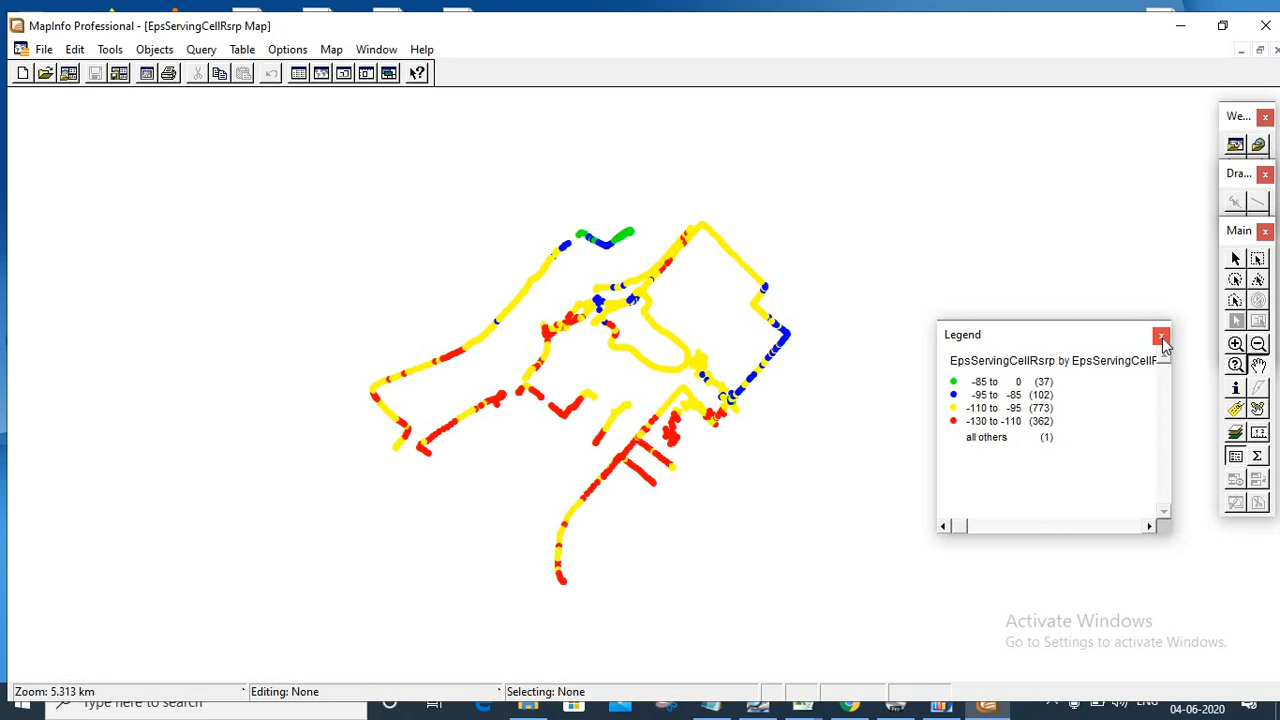 MapInfo Professional - [EpsServingCellRsrp Map]
File Edit Tools Objects Query Table Options Map Window Help
We...
Dra...
Main
Legend
EpsServingCellRsrp by EpsServingCellF
-85 to 0 (37)
-95 to -85 (102)
-110 to -95 (773)
-130 to -110 (362)
all others (1)
Activate Windows
Go to Settings to activate Windows.
Zoom: 5.313 km
Editing: None
Selecting: None
Type here to search
ENG
04-06-2020